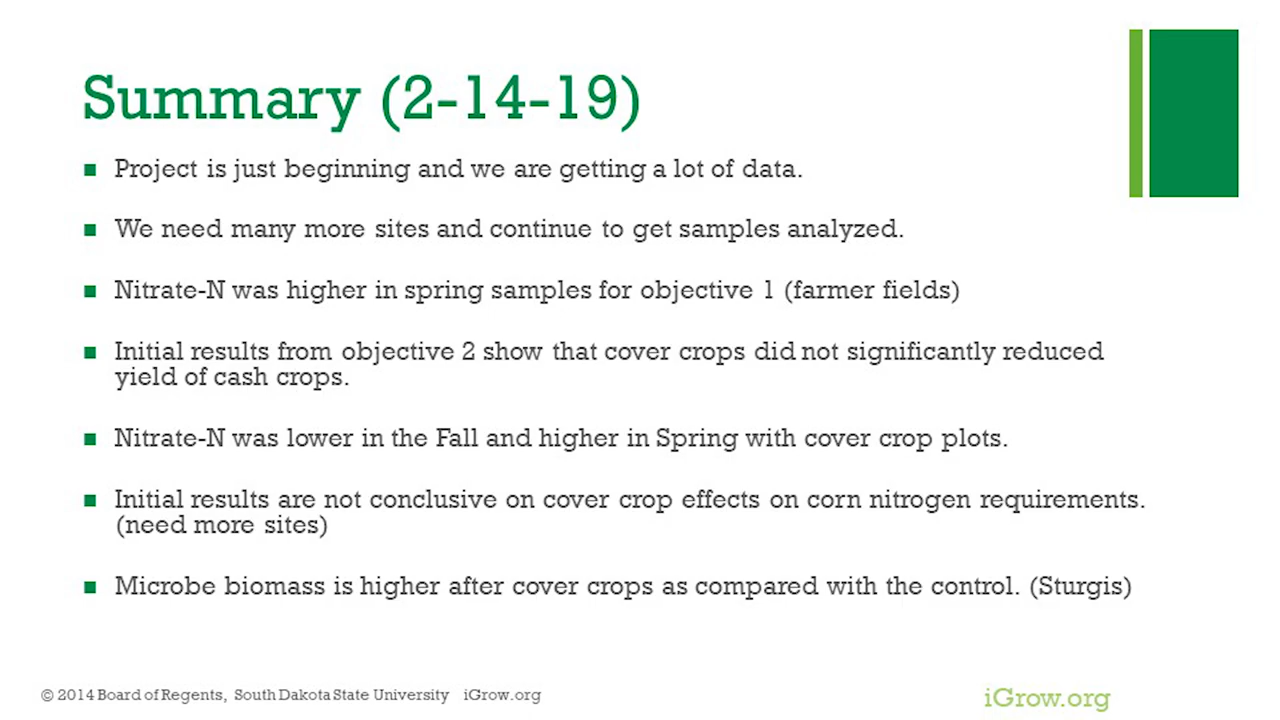 Summary (2-14-19)
Project is just beginning and we are getting a lot of data.
We need many more sites and continue to get samples analyzed.
Nitrate-N was higher in spring samples for objective 1 (farmer fields)
Initial results from objective 2 show that cover crops did not significantly reduced
yield of cash crops.
Nitrate-N was lower in the Fall and higher in Spring with cover crop plots.
Initial results are not conclusive on cover crop effects on corn nitrogen requirements.
(need more sites)
Microbe biomass is higher after cover crops as compared with the control. (Sturgis)
© 2014 Board of Regents, South Dakota State University iGrow.org
iGrow.org